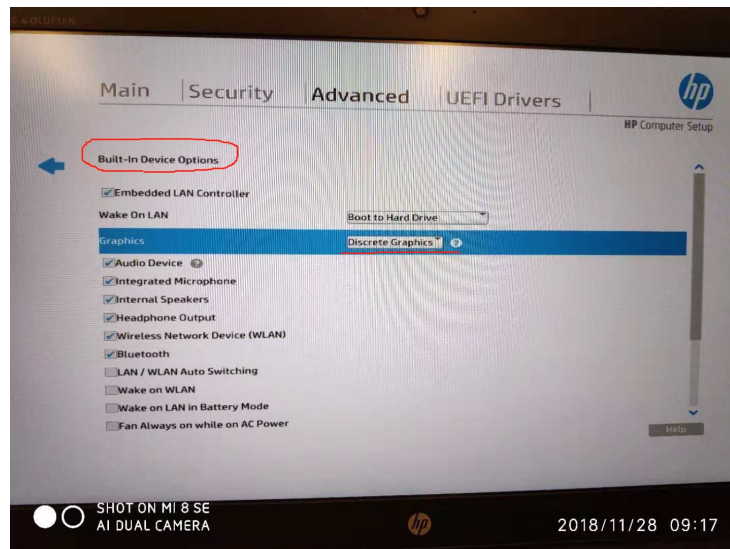 & OLUFSEN
Main
Security
Advanced
UEFI Drivers
hp
HP Computer Setup
Built-In Device Options
Embedded LAN Controller
Wake On LAN
Boot to Hard Drive
Graphics
Discrete Graphics
?
Audio Device
?
Integrated Microphone
Internal Speakers
Headphone Output
Wireless Network Device (WLAN)
Bluetooth
LAN / WLAN Auto Switching
Wake on WLAN
Wake on LAN in Battery Mode
Fan Always on while on AC Power
Help
SHOT ON MI 8 SE
AI DUAL CAMERA
hp
2018/11/28 09:17